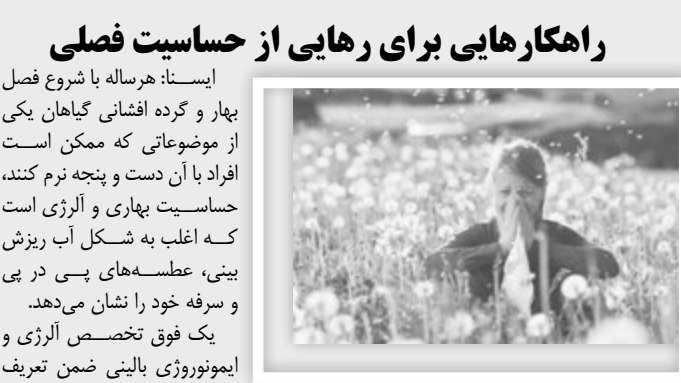 راهکارهایی برای رهایی از حساسیت فصلی
ایسنا: هرساله با شروع فصل
بهار و گرده افشانی گیاهان یکی
از موضوعاتی که ممکن است
افراد با آن دست و پنجه نرم کنند،
حساسیت بهاری و آلرژی است
که اغلب به شکل آب ریزش
بینی، عطسه‌های پی در پی
و سرفه خود را نشان می‌دهد.
یک فوق تخصص آلرژی و
ایمونوروژی بالینی ضمن تعریف